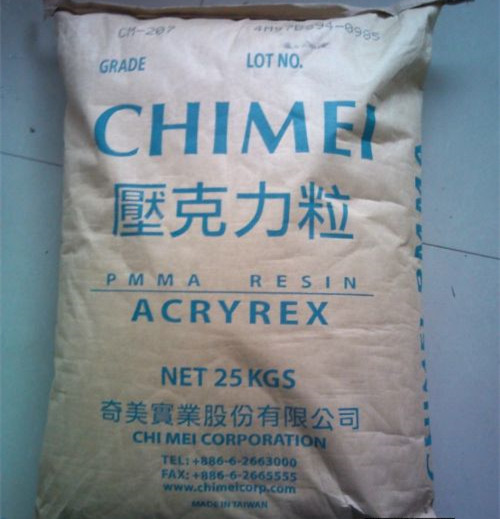 CM-207
GRADE LOT NO.
CHIMEI
壓克力粒
PMMA RESIN
ACRYREX
NET 25 KGS
奇美實業股份有限公司
CHI MEI CORPORATION
TEL: +886-6-2663000
FAX: +886-6-2665555
www.chimeicorp.com
MADE IN TAIWAN
CHIMEI PMMA